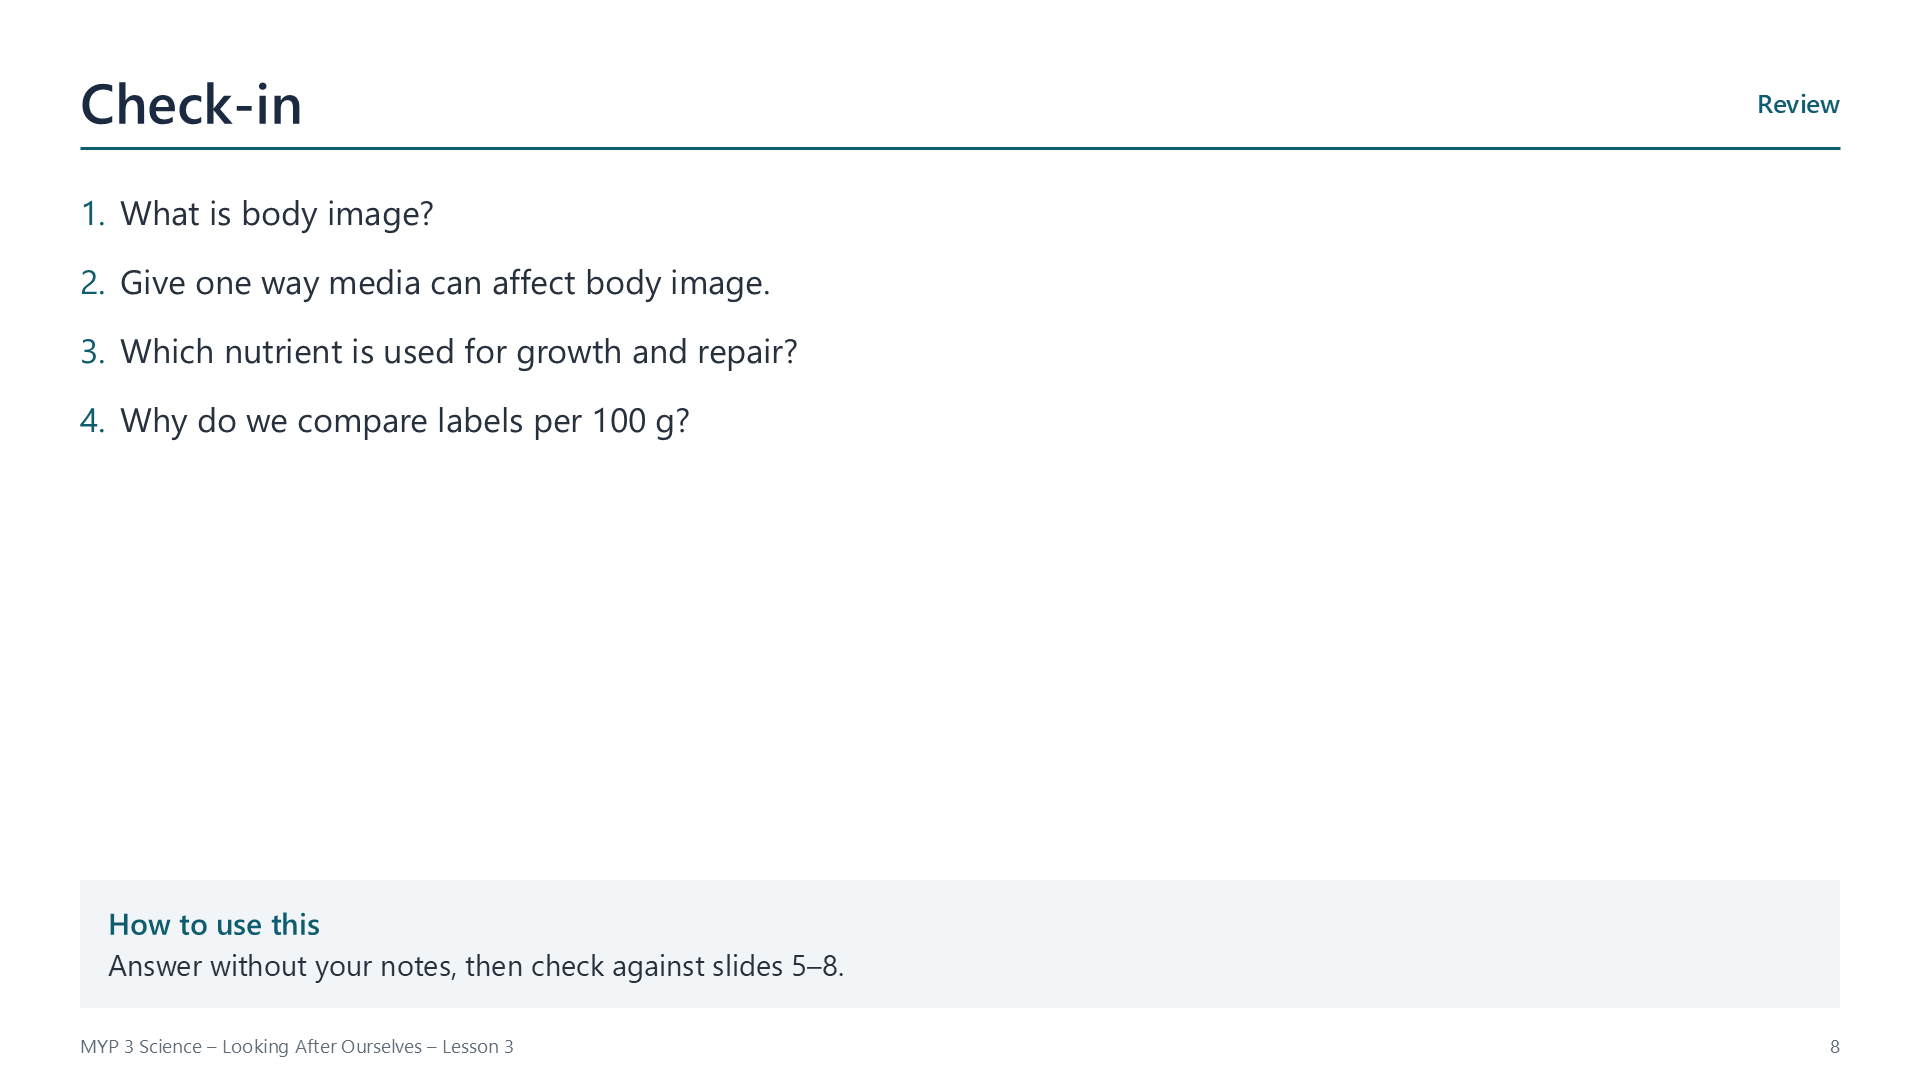 Check-in
Review
1. What is body image?
2. Give one way media can affect body image.
3. Which nutrient is used for growth and repair?
4. Why do we compare labels per 100 g?
How to use this
Answer without your notes, then check against slides 5–8.
MYP 3 Science – Looking After Ourselves – Lesson 3
8